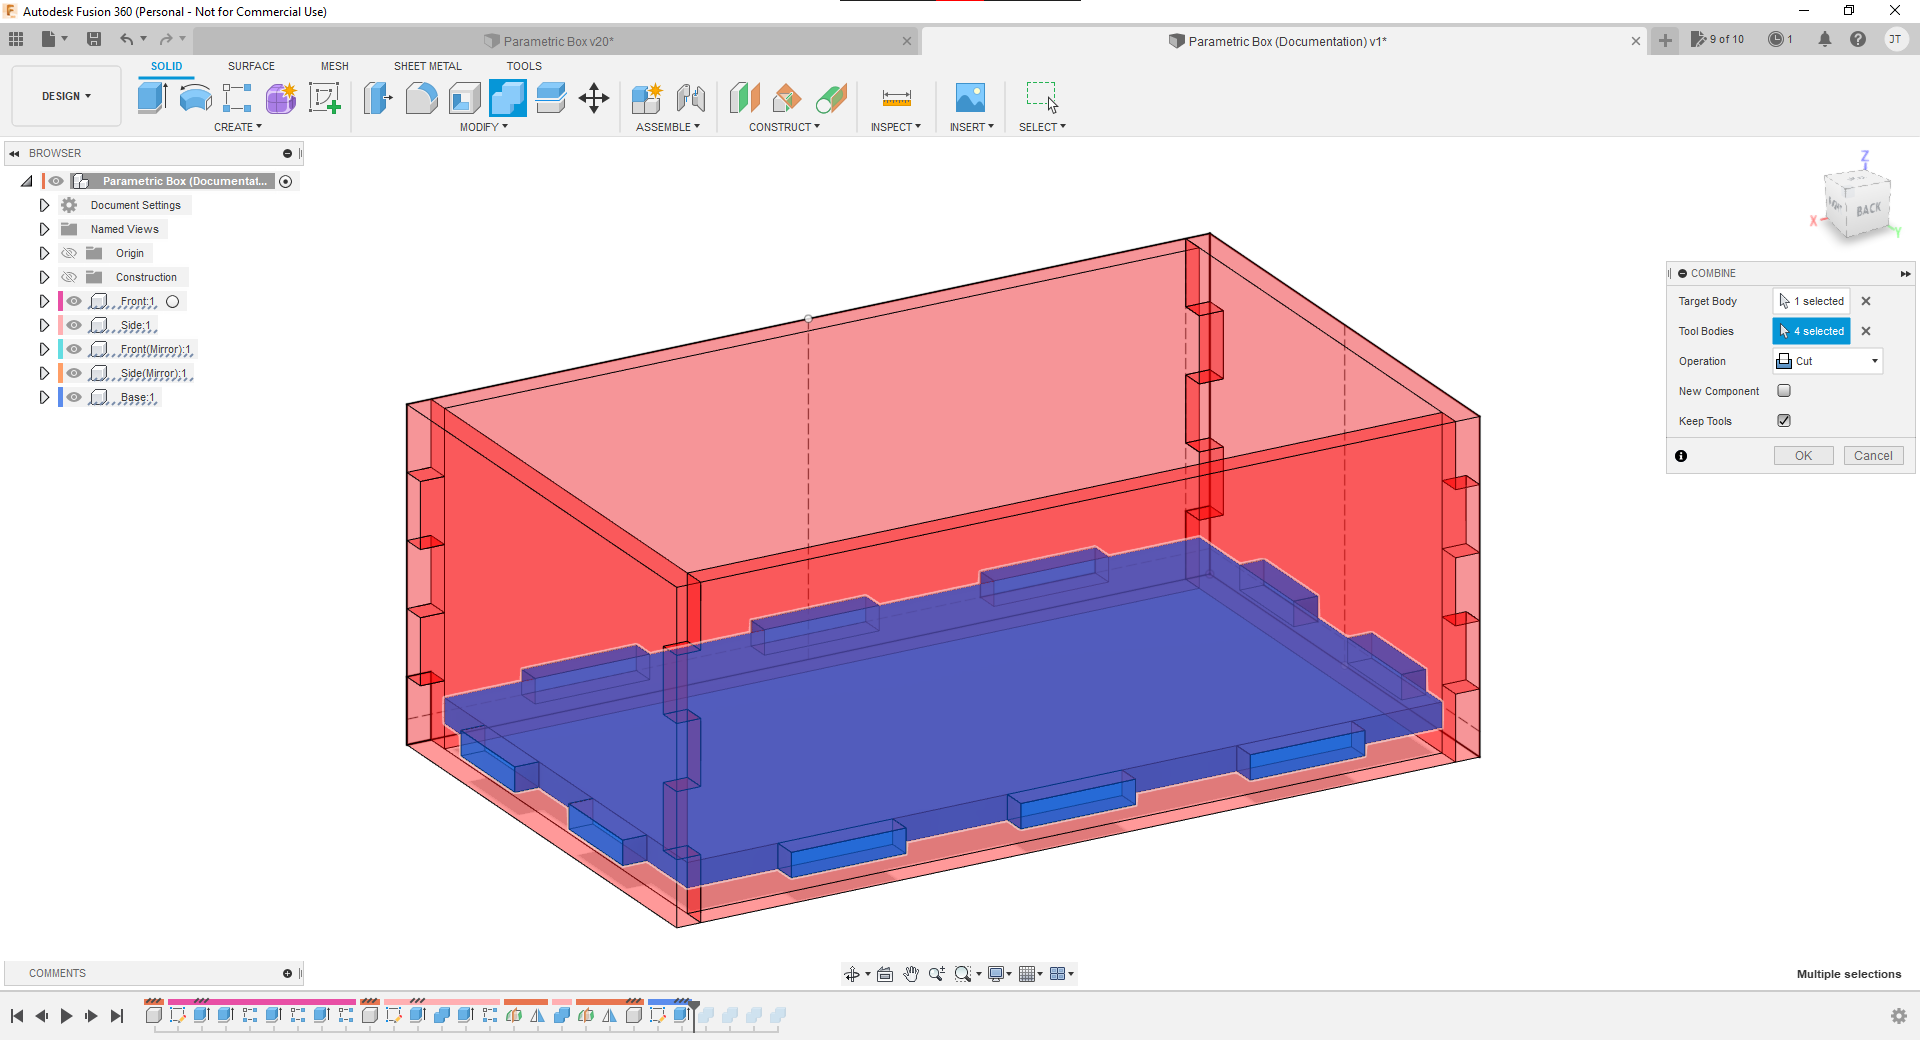 Autodesk Fusion 360 (Personal - Not for Commercial Use)
Parametric Box v20*
Parametric Box (Documentation) v1*
9 of 10
1
JT
DESIGN
SOLID
SURFACE
MESH
SHEET METAL
TOOLS
CREATE
MODIFY
ASSEMBLE
CONSTRUCT
INSPECT
INSERT
SELECT
BROWSER
Parametric Box (Documentat...
Document Settings
Named Views
Origin
Construction
Front:1
Side:1
Front(Mirror):1
Side(Mirror):1
Base:1
Z
BACK
X
Y
COMBINE
Target Body
1 selected
Tool Bodies
4 selected
Operation
Cut
New Component
Keep Tools
OK
Cancel
COMMENTS
Multiple selections